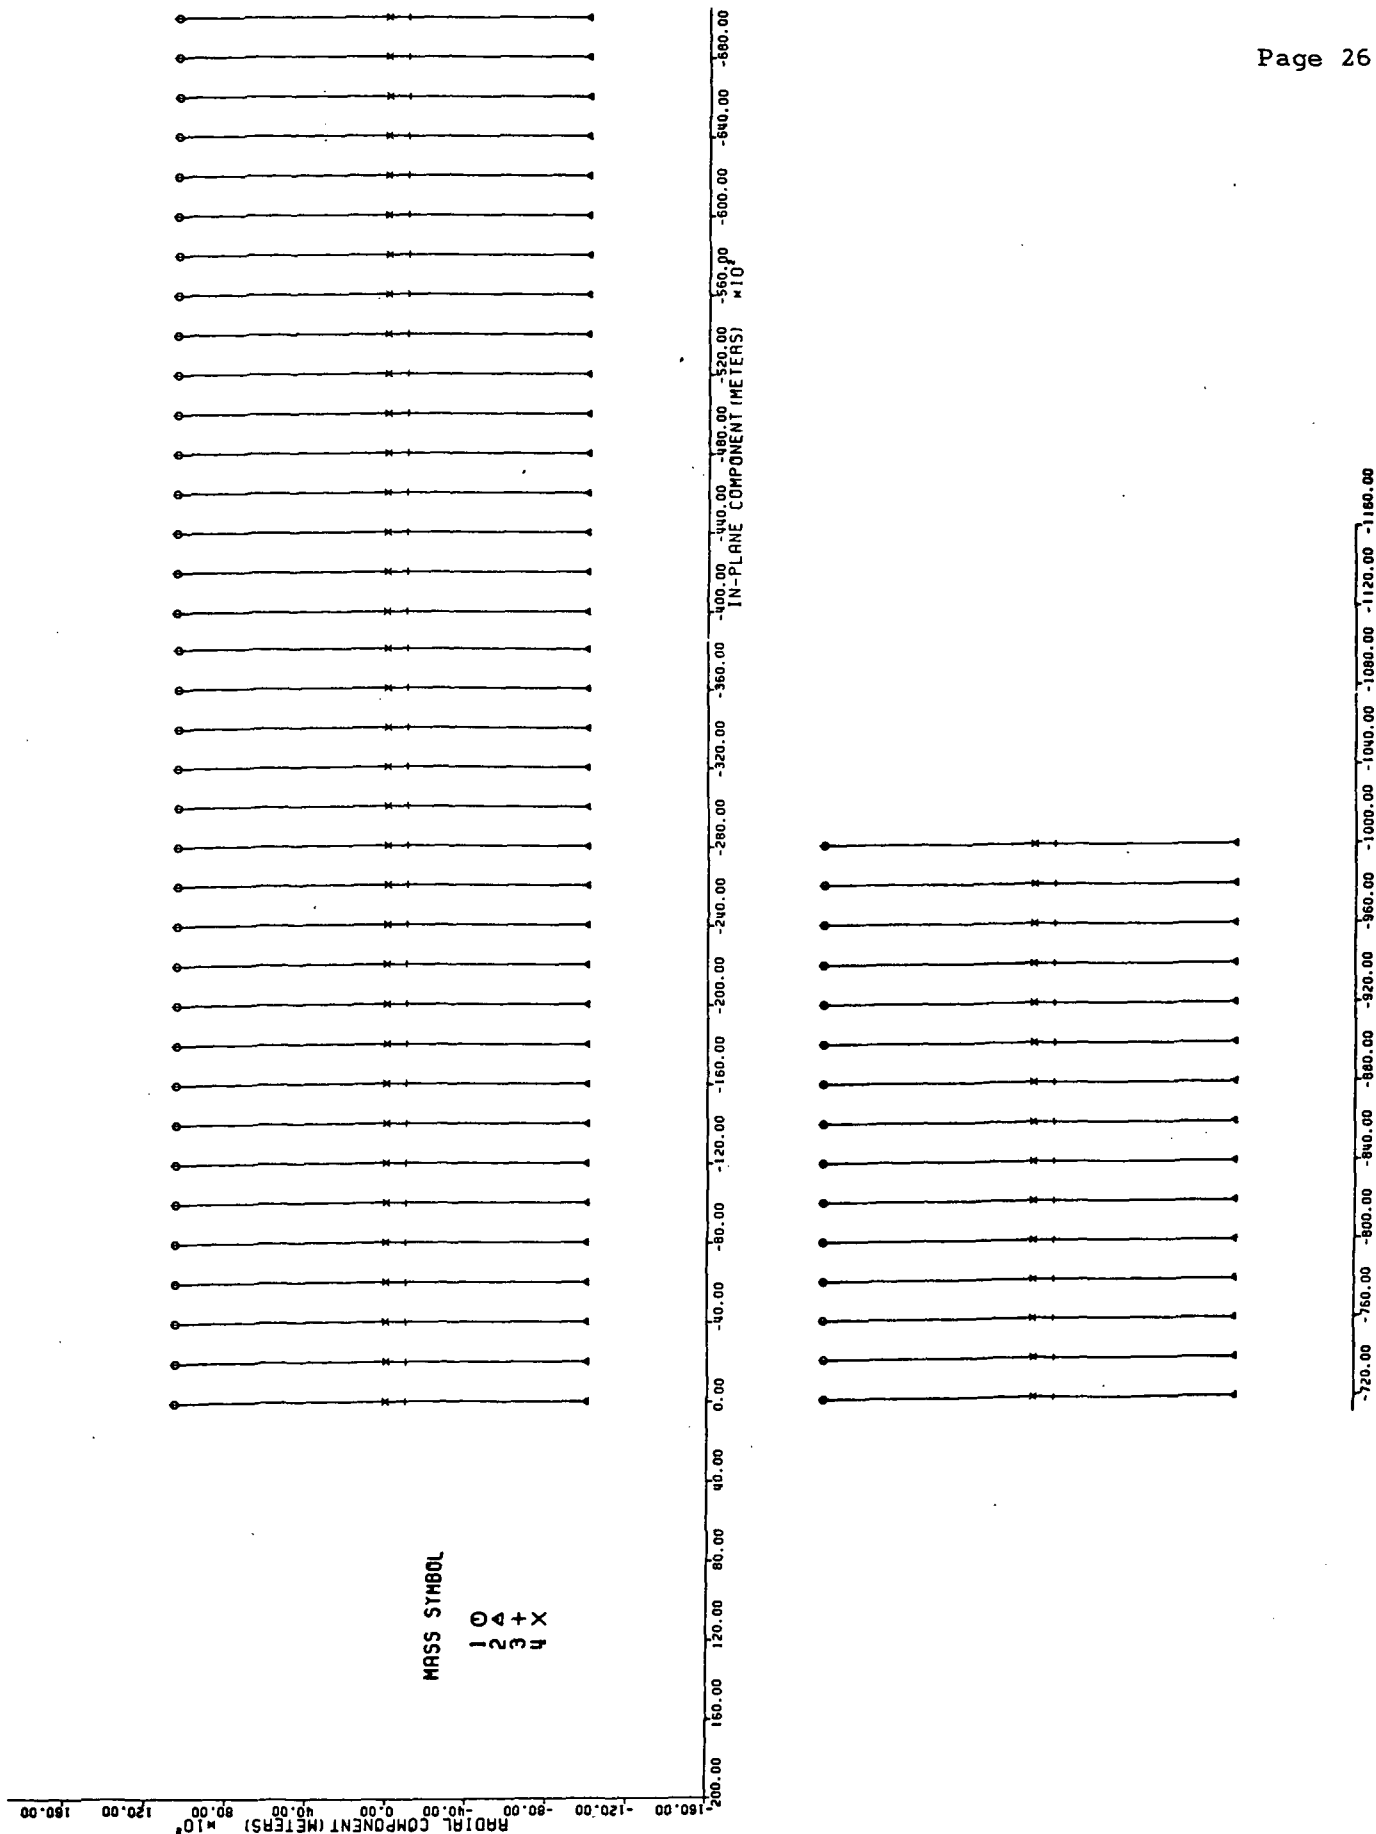 Page 26
160.00 120.00 80.00 40.00 0.00 -40.00 -80.00 -120.00 -160.00
RADIAL COMPONENT (METERS) ×10²
MASS SYMBOL
1 ⊙
2 △
3 +
4 X
200.00 160.00 120.00 80.00 40.00 0.00 -40.00 -80.00 -120.00 -160.00 -200.00 -240.00 -280.00 -320.00 -360.00 -400.00 -440.00 -480.00 -520.00 -560.00 -600.00 -640.00 -680.00
IN-PLANE COMPONENT (METERS) ×10²
-720.00 -760.00 -800.00 -840.00 -880.00 -920.00 -960.00 -1000.00 -1040.00 -1080.00 -1120.00 -1160.00